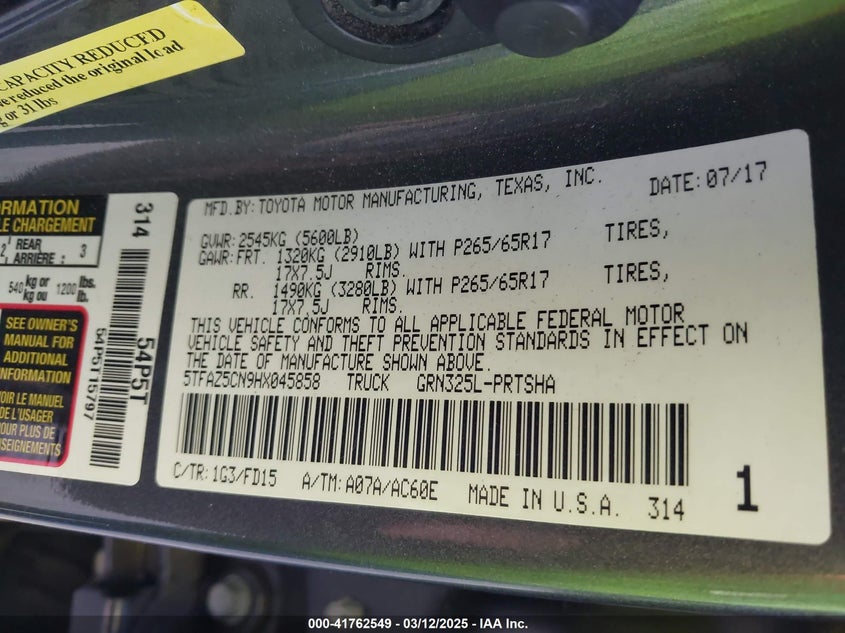 CAPACITY REDUCED
reduced the original load
or 31 lbs
RMATION
LE CHARGEMENT
2 REAR ARRIÈRE : 3
540 kg or kg ou 1200 lbs. lb.
SEE OWNER'S
MANUAL FOR
ADDITIONAL
INFORMATION
OIR LE MANUEL
DE L'USAGER
POUR PLUS DE
SEIGNEMENTS
314
54P5T
54P5T15797
MFD.BY:TOYOTA MOTOR MANUFACTURING, TEXAS, INC. DATE:07/17
GVWR:2545KG (5600LB)
GAWR:FRT. 1320KG (2910LB) WITH P265/65R17 TIRES,
17X7.5J RIMS.
RR. 1490KG (3280LB) WITH P265/65R17 TIRES,
17X7.5J RIMS.
THIS VEHICLE CONFORMS TO ALL APPLICABLE FEDERAL MOTOR
VEHICLE SAFETY AND THEFT PREVENTION STANDARDS IN EFFECT ON
THE DATE OF MANUFACTURE SHOWN ABOVE.
5TFAZ5CN9HX045858 TRUCK GRN325L-PRTSHA
C/TR:1G3/FD15 A/TM:A07A/AC60E MADE IN U.S.A. 314
1
000-41762549 - 03/12/2025 - IAA Inc.